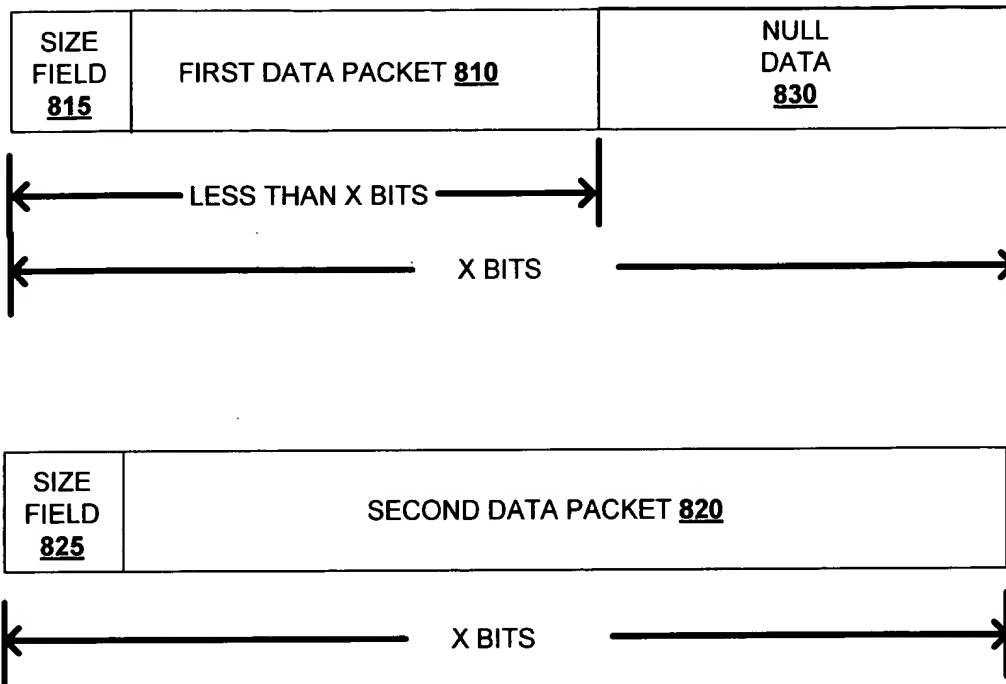 SIZE
FIELD
815
FIRST DATA PACKET 810
NULL
DATA
830
LESS THAN X BITS
X BITS
SIZE
FIELD
825
SECOND DATA PACKET 820
X BITS